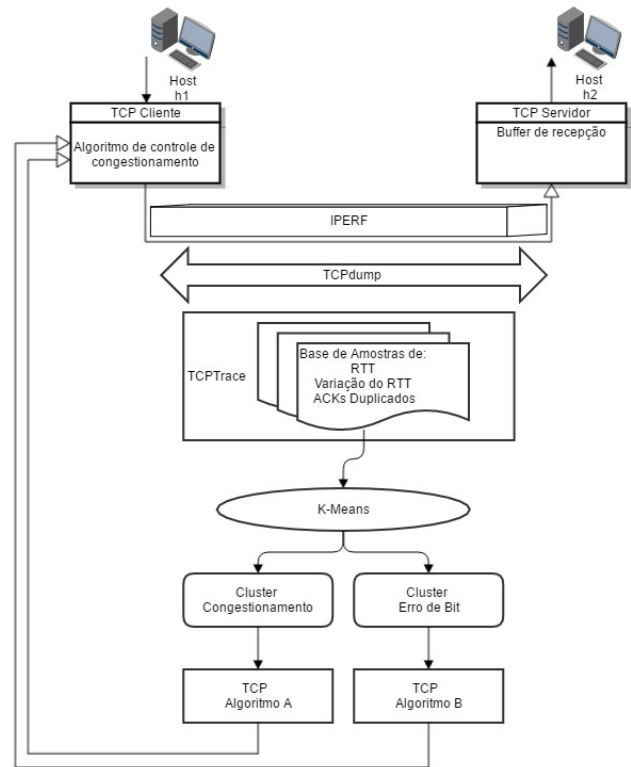 Host
h1
Host
h2
TCP Cliente
Algoritmo de controle de
congestionamento
TCP Servidor
Buffer de recepção
IPERF
TCPdump
TCPTrace
Base de Amostras de:
RTT
Variação do RTT
ACKs Duplicados
K-Means
Cluster
Congestionamento
Cluster
Erro de Bit
TCP
Algoritmo A
TCP
Algoritmo B